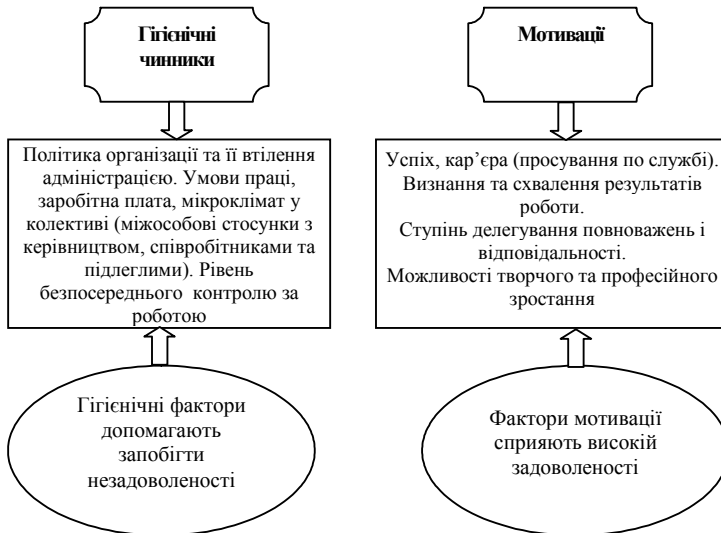 Гігієнічні
чинники
Мотивації
Політика організації та її втілення
адміністрацією. Умови праці,
заробітна плата, мікроклімат у
колективі (міжособові стосунки з
керівництвом, співробітниками та
підлеглими). Рівень
безпосереднього контролю за
роботою
Успіх, кар’єра (просування по службі).
Визнання та схвалення результатів
роботи.
Ступінь делегування повноважень і
відповідальності.
Можливості творчого та професійного
зростання
Гігієнічні фактори
допомагають
запобігти
незадоволеності
Фактори мотивації
сприяють високій
задоволеності